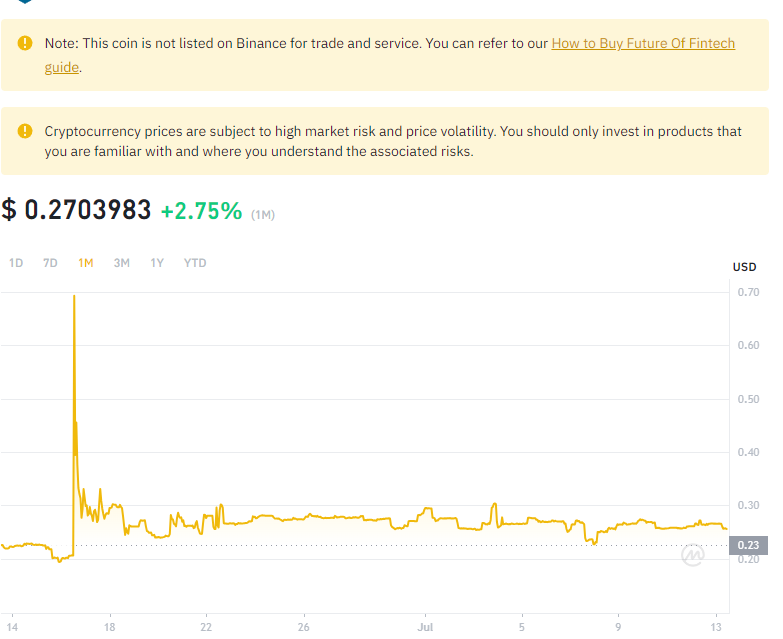 Note: This coin is not listed on Binance for trade and service. You can refer to our How to Buy Future Of Fintech
guide.
Cryptocurrency prices are subject to high market risk and price volatility. You should only invest in products that
you are familiar with and where you understand the associated risks.
$ 0.2703983 +2.75% (1M)
1D 7D 1M 3M 1Y YTD
USD
0.70
0.60
0.50
0.40
0.30
0.23
0.20
14 18 22 26 Jul 5 9 13